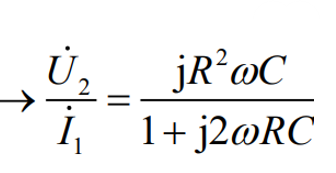 → U̇₂/İ₁ = jR²ωC/(1 + j2ωRC